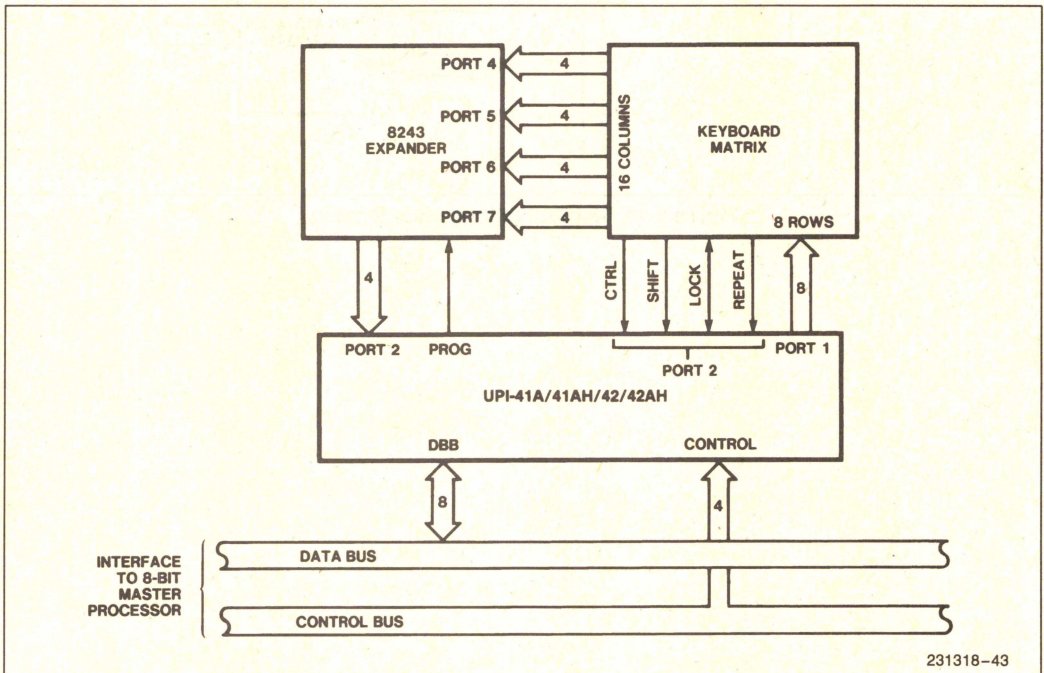 PORT 4
4
PORT 5
4
8243
EXPANDER
PORT 6
4
PORT 7
4
16 COLUMNS
KEYBOARD
MATRIX
8 ROWS
4
CTRL
SHIFT
LOCK
REPEAT
8
PORT 2
PROG
PORT 2
PORT 1
UPI-41A/41AH/42/42AH
DBB
CONTROL
8
4
INTERFACE
TO 8-BIT
MASTER
PROCESSOR
DATA BUS
CONTROL BUS
231318-43